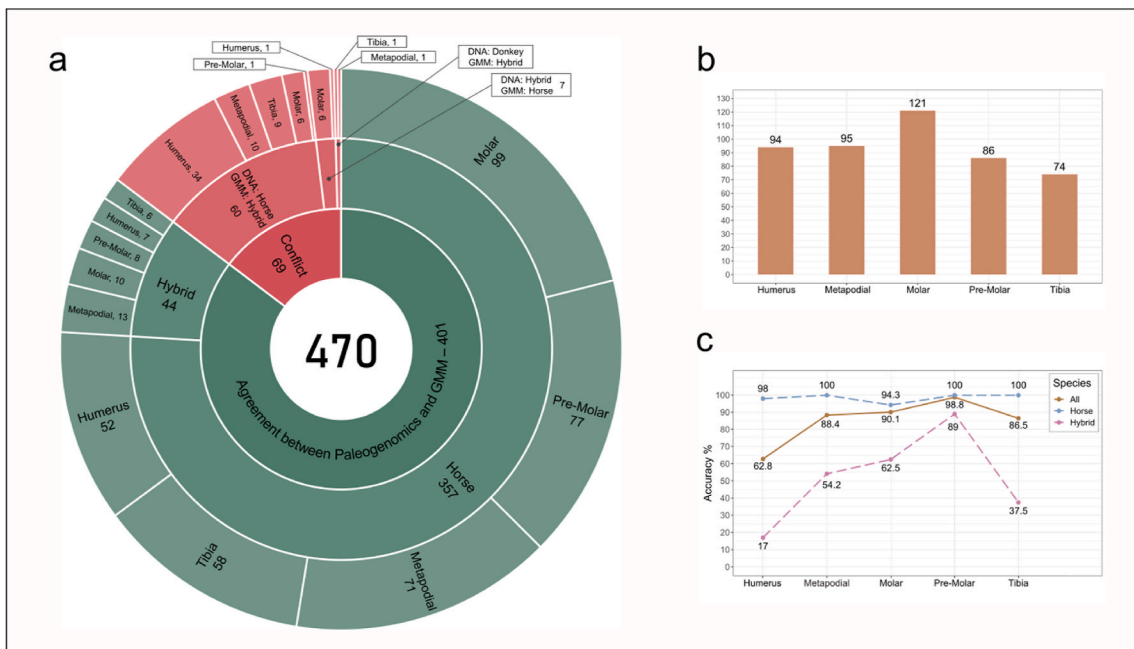 a
Humerus, 1
Pre-Molar, 1
Tibia, 1
Metapodial, 1
DNA: Donkey
GMM: Hybrid
DNA: Hybrid
GMM: Horse
7
Molar, 6
Molar, 6
Tibia, 9
Metapodial, 10
Humerus, 34
DNA: Horse
GMM: Hybrid
60
Conflict
69
Tibia, 6
Humerus, 7
Pre-Molar, 8
Molar, 10
Metapodial, 13
Hybrid
44
470
Agreement between Paleogenomics and GMM – 401
Horse
357
Molar
99
Pre-Molar
77
Metapodial
71
Tibia
58
Humerus
52
b
130
120
110
100
90
80
70
60
50
40
30
20
10
0
94
95
121
86
74
Humerus
Metapodial
Molar
Pre-Molar
Tibia
c
Accuracy %
100
90
80
70
60
50
40
30
20
10
0
98
100
94.3
100
100
62.8
88.4
90.1
98.8
86.5
17
54.2
62.5
89
37.5
Species
All
Horse
Hybrid
Humerus
Metapodial
Molar
Pre-Molar
Tibia